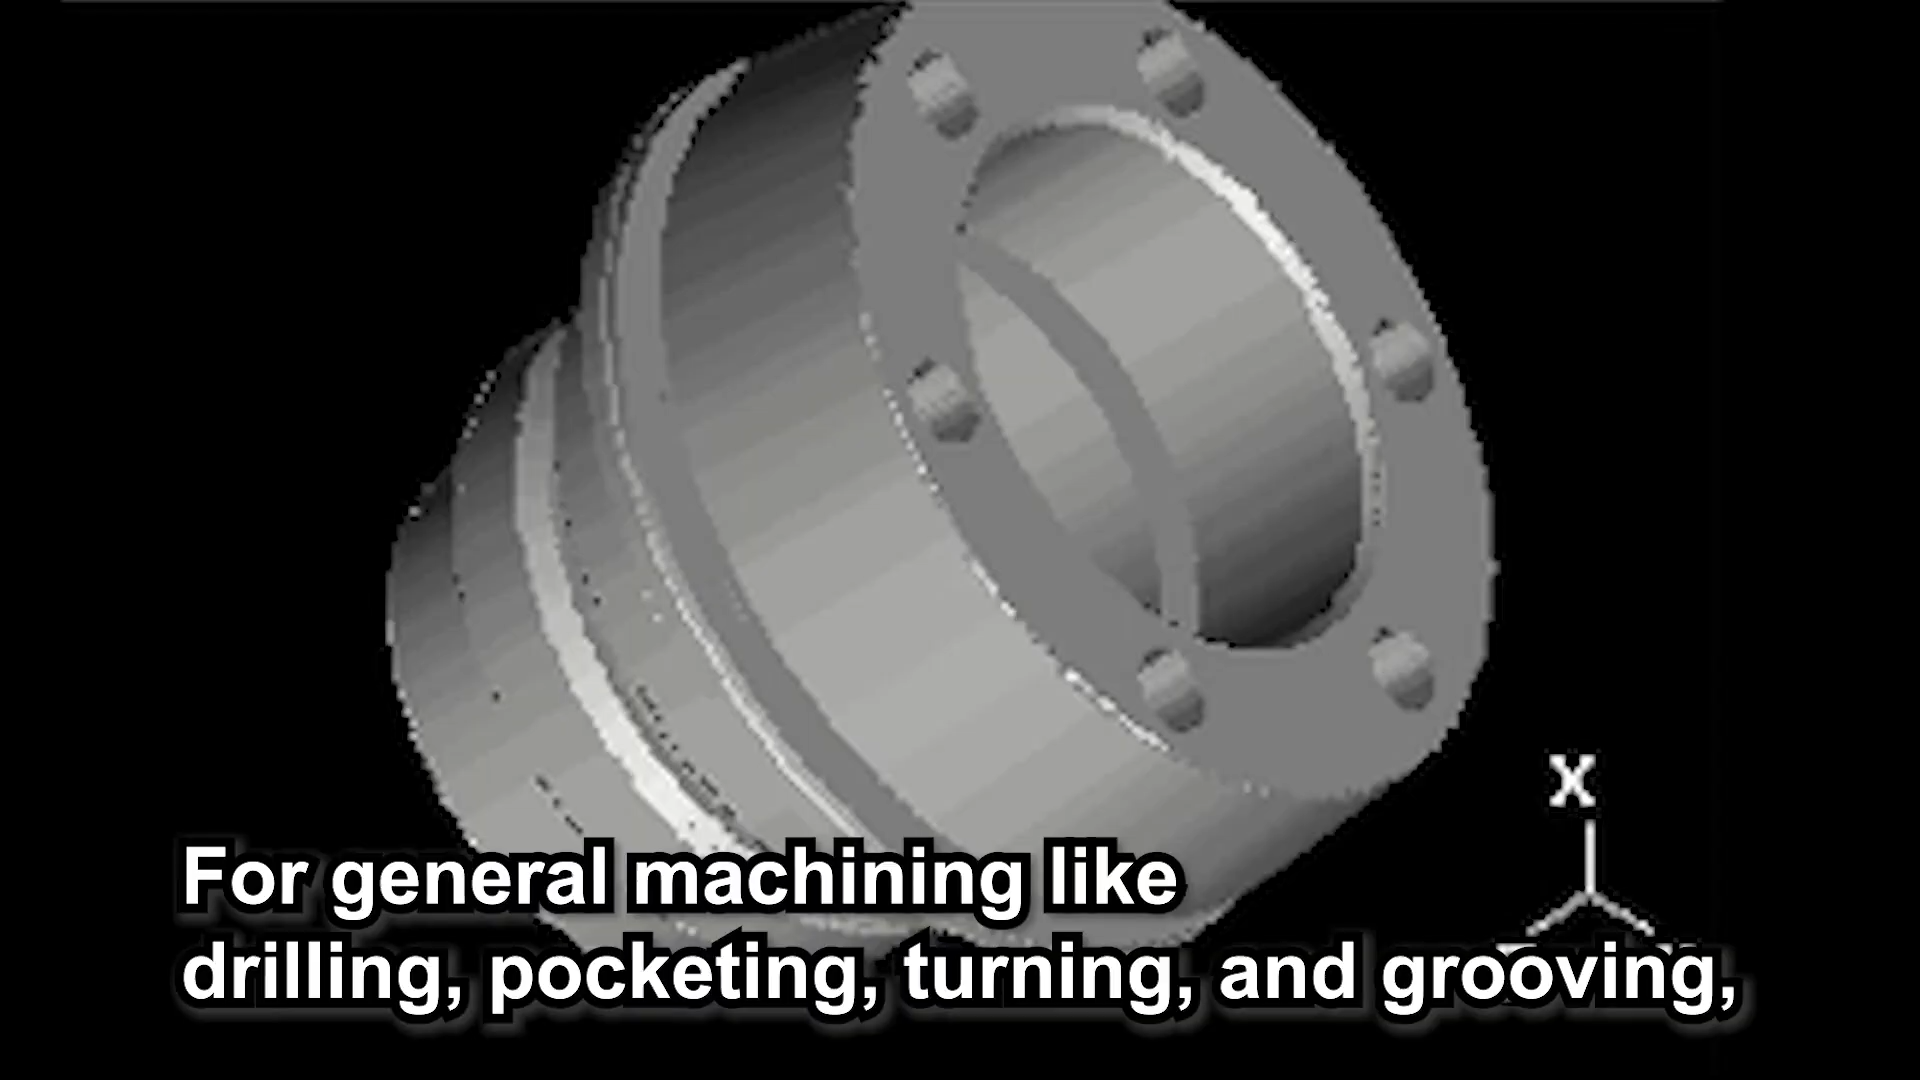 X
For general machining like
drilling, pocketing, turning, and grooving,